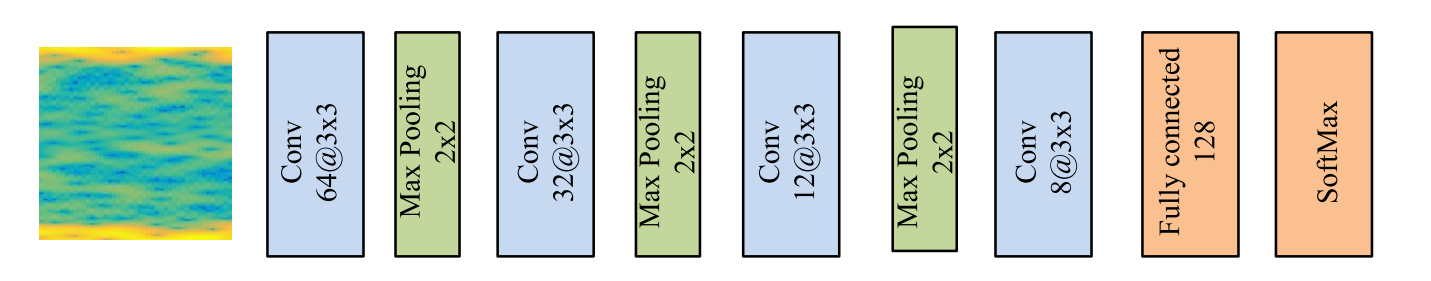 Conv
64@3x3
Max Pooling
2x2
Conv
32@3x3
Max Pooling
2x2
Conv
12@3x3
Max Pooling
2x2
Conv
8@3x3
Fully connected
128
SoftMax